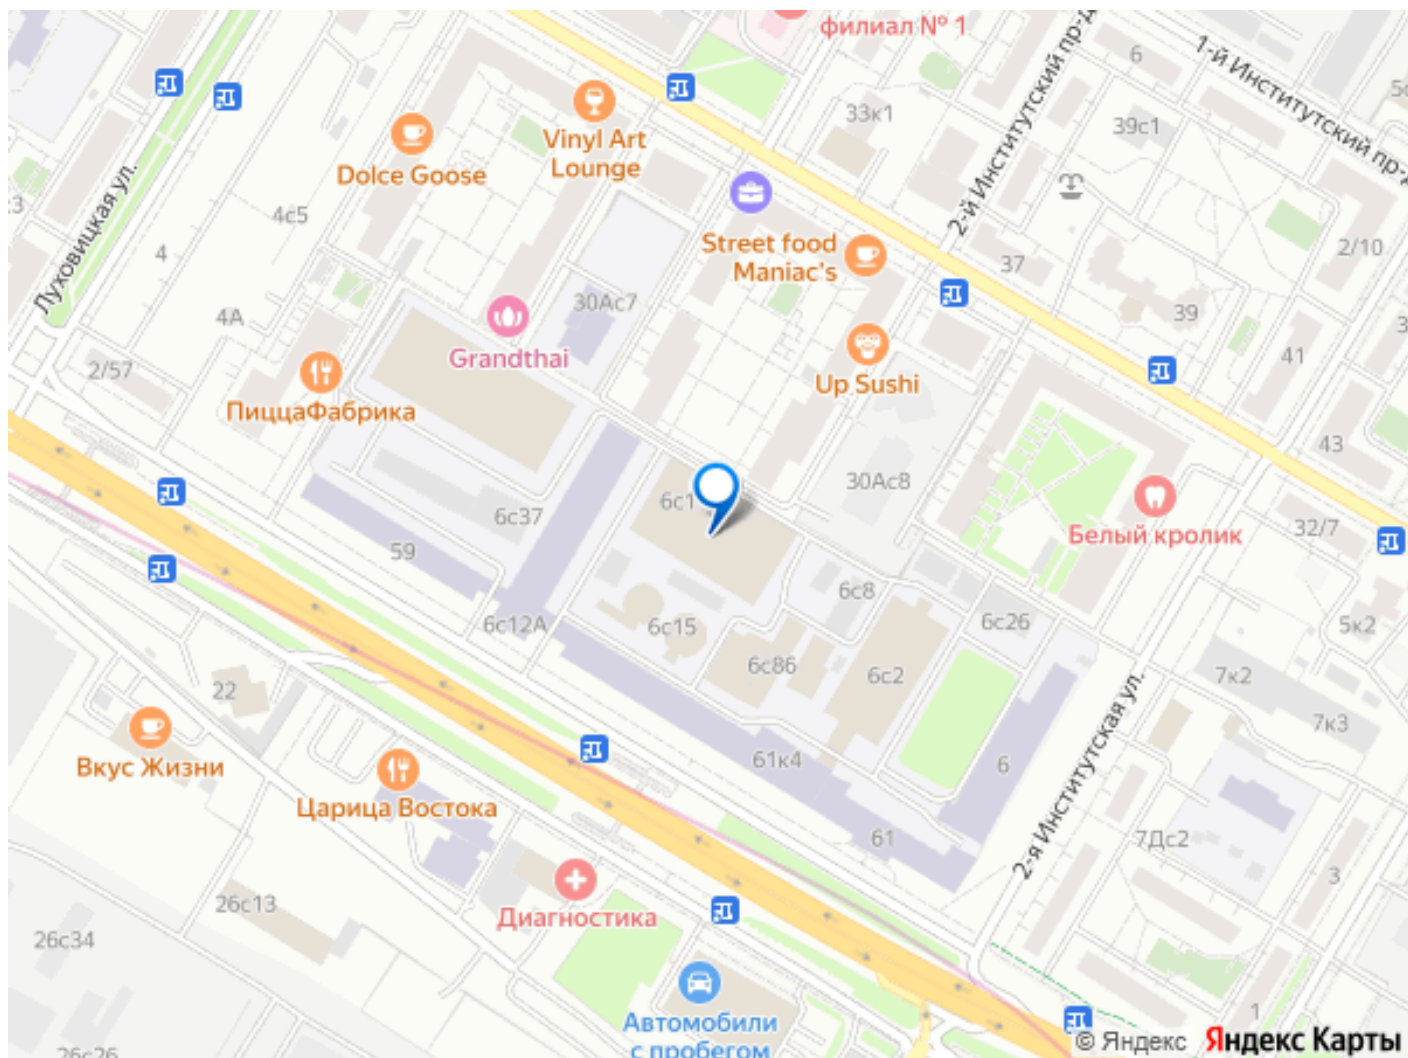 филиал № 1
2-й Институтский пр-д
1-й Институтский пр-д
6
5с
33к1
39с1
Vinyl Art
Lounge
Dolce Goose
Луховицкая ул.
3
4с5
4
Street food
Maniac's
37
2/10
30Ас7
4А
39
3
41
Grandthai
2/57
Up Sushi
ПиццаФабрика
43
6с1
30Ас8
6с37
Белый кролик
32/7
59
6с8
6с12А
6с15
6с26
5к2
6с86
6с2
7к2
22
7к3
2-я Институтская ул.
61к4
6
Вкус Жизни
Царица Востока
61
7Дс2
3
26с13
Диагностика
26с34
1
Автомобили
с пробегом
26с26
© Яндекс Яндекс Карты